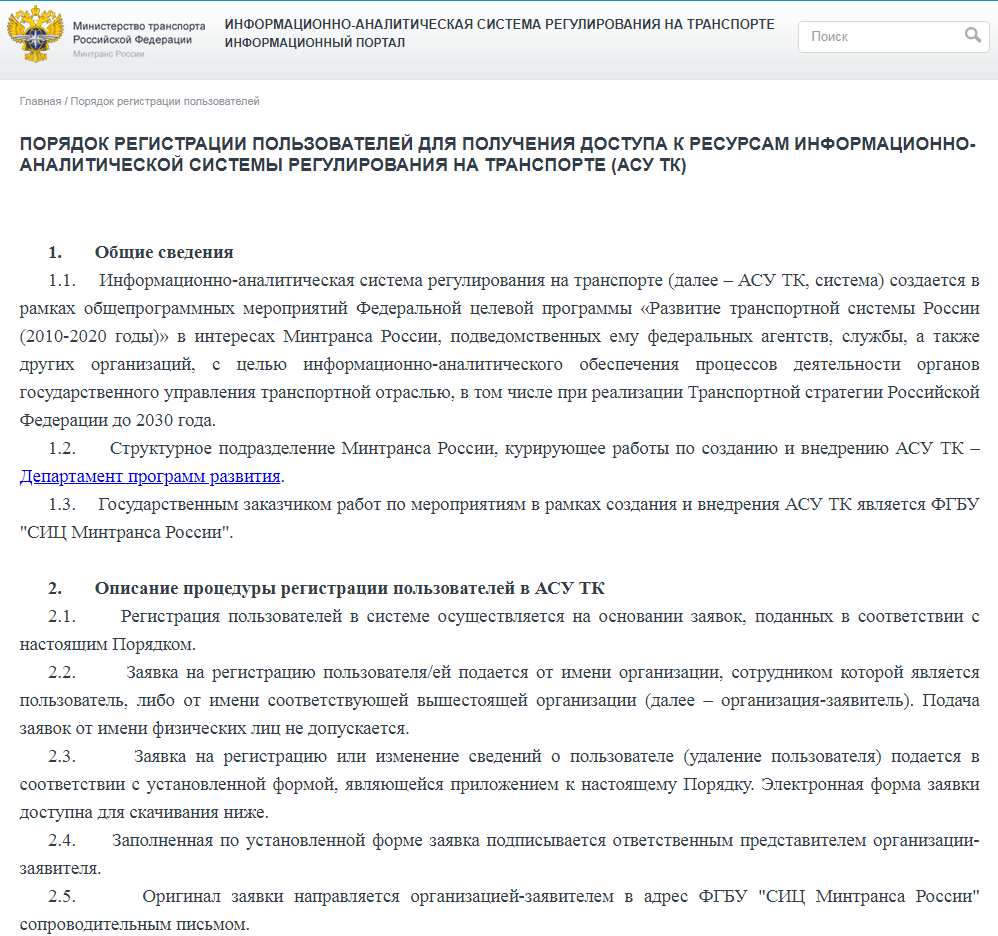 Министерство транспорта
Российской Федерации
Минтранс России
ИНФОРМАЦИОННО-АНАЛИТИЧЕСКАЯ СИСТЕМА РЕГУЛИРОВАНИЯ НА ТРАНСПОРТЕ
ИНФОРМАЦИОННЫЙ ПОРТАЛ
Поиск
Главная / Порядок регистрации пользователей
ПОРЯДОК РЕГИСТРАЦИИ ПОЛЬЗОВАТЕЛЕЙ ДЛЯ ПОЛУЧЕНИЯ ДОСТУПА К РЕСУРСАМ ИНФОРМАЦИОННО-
АНАЛИТИЧЕСКОЙ СИСТЕМЫ РЕГУЛИРОВАНИЯ НА ТРАНСПОРТЕ (АСУ ТК)
1. Общие сведения
1.1. Информационно-аналитическая система регулирования на транспорте (далее – АСУ ТК, система) создается в
рамках общепрограммных мероприятий Федеральной целевой программы «Развитие транспортной системы России
(2010-2020 годы)» в интересах Минтранса России, подведомственных ему федеральных агентств, службы, а также
других организаций, с целью информационно-аналитического обеспечения процессов деятельности органов
государственного управления транспортной отраслью, в том числе при реализации Транспортной стратегии Российской
Федерации до 2030 года.
1.2. Структурное подразделение Минтранса России, курирующее работы по созданию и внедрению АСУ ТК –
Департамент программ развития.
1.3. Государственным заказчиком работ по мероприятиям в рамках создания и внедрения АСУ ТК является ФГБУ
"СИЦ Минтранса России".
2. Описание процедуры регистрации пользователей в АСУ ТК
2.1. Регистрация пользователей в системе осуществляется на основании заявок, поданных в соответствии с
настоящим Порядком.
2.2. Заявка на регистрацию пользователя/ей подается от имени организации, сотрудником которой является
пользователь, либо от имени соответствующей вышестоящей организации (далее – организация-заявитель). Подача
заявок от имени физических лиц не допускается.
2.3. Заявка на регистрацию или изменение сведений о пользователе (удаление пользователя) подается в
соответствии с установленной формой, являющейся приложением к настоящему Порядку. Электронная форма заявки
доступна для скачивания ниже.
2.4. Заполненная по установленной форме заявка подписывается ответственным представителем организации-
заявителя.
2.5. Оригинал заявки направляется организацией-заявителем в адрес ФГБУ "СИЦ Минтранса России"
сопроводительным письмом.